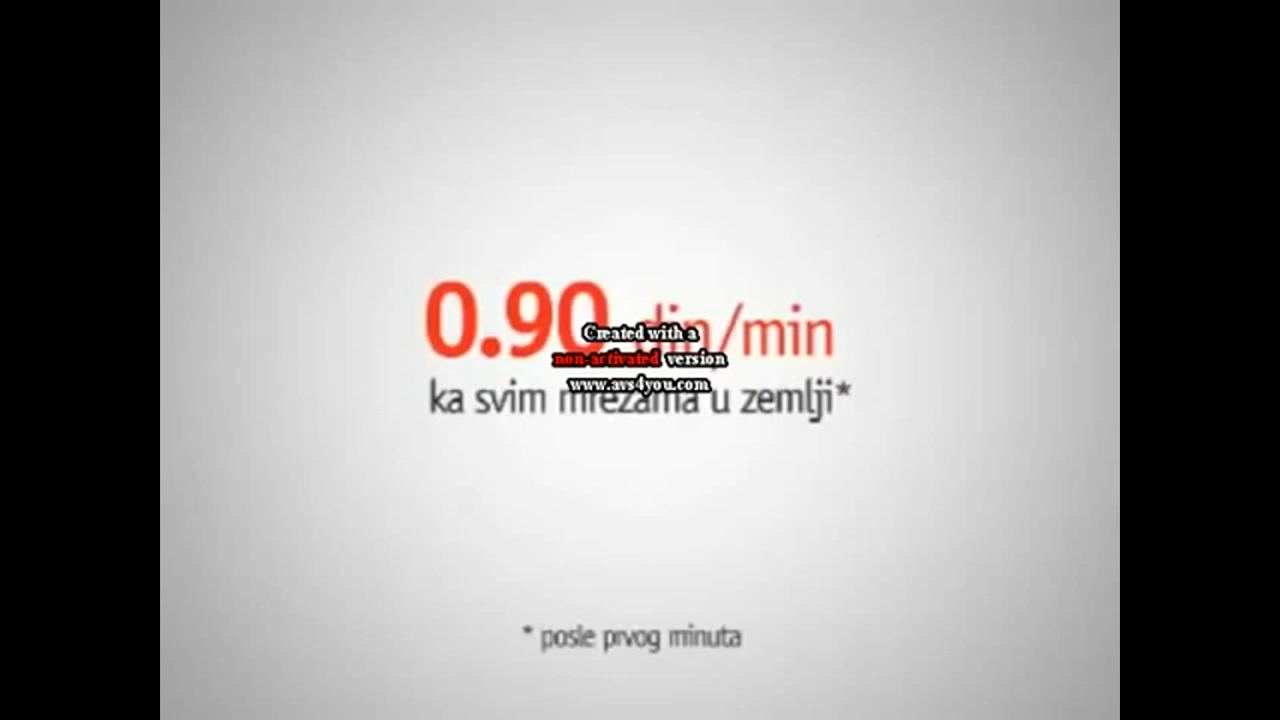 0.90 din/min
ka svim mrežama u zemlji*
Created with a
non-activated version
www.avs4you.com
* posle prvog minuta